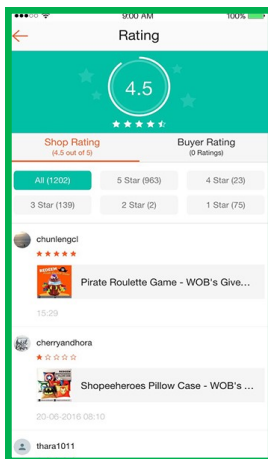 9:00 AM
100%
Rating
4.5
Shop Rating
(4.5 out of 5)
Buyer Rating
(0 Ratings)
All (1202)
5 Star (963)
4 Star (23)
3 Star (139)
2 Star (2)
1 Star (75)
chunlengcl
REDEEM
Pirate Roulette Game - WOB's Give...
15:29
cherryandhora
Shopeeheroes Pillow Case - WOB's ...
20-06-2016 08:10
thara1011